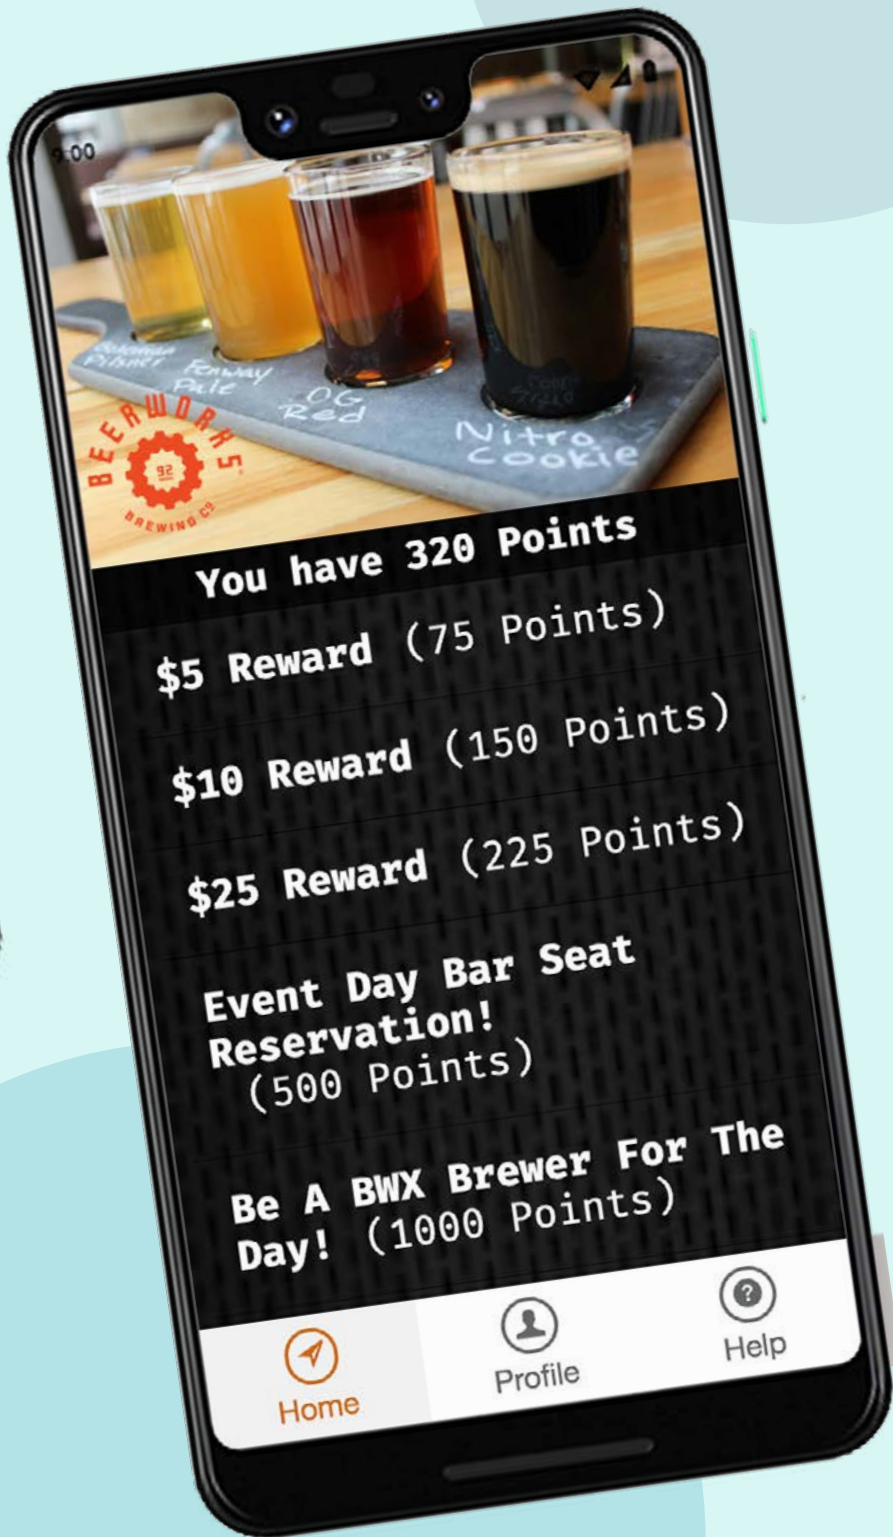 9:00
Bohemian
Pilsner
Fenway
Pale
OG
Red
Nitro
Cookie
BEERWORKS
92
BREWING CO
You have 320 Points
$5 Reward (75 Points)
$10 Reward (150 Points)
$25 Reward (225 Points)
Event Day Bar Seat
Reservation!
(500 Points)
Be A BWX Brewer For The
Day! (1000 Points)
Home
Profile
Help